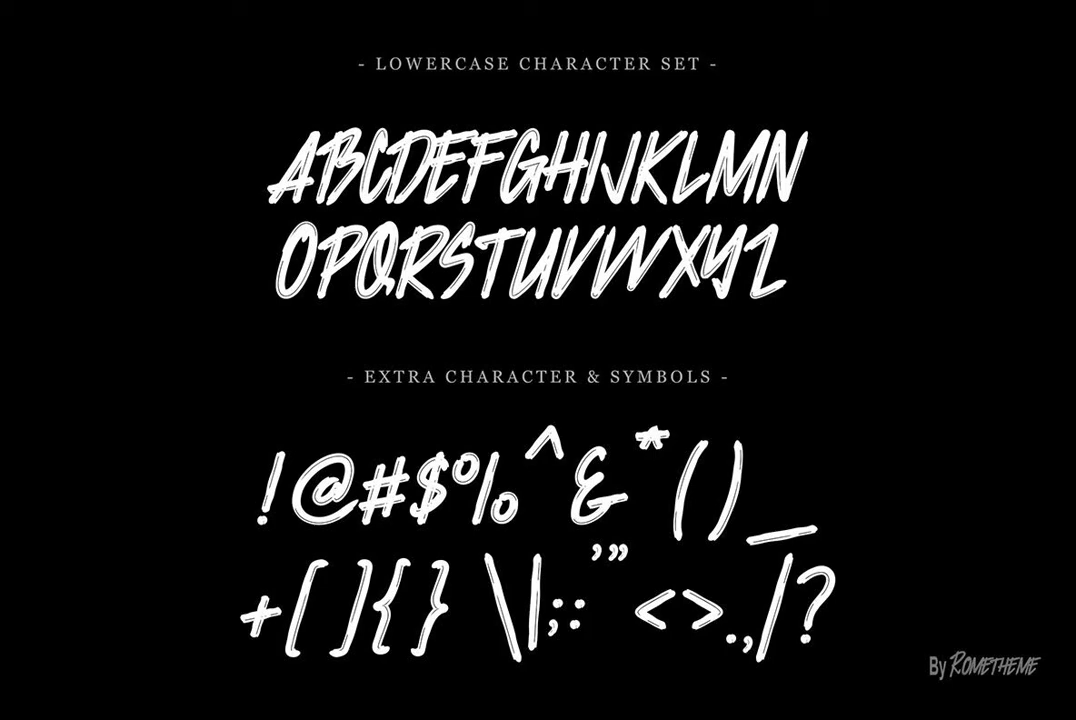 - LOWERCASE CHARACTER SET -
ABCDEFGHIJKLMN
OPQRSTUVWXYZ
- EXTRA CHARACTER & SYMBOLS -
!@#$%^&*()_
+[]{}\|;:'"<>.,/?
By ROMETHEME